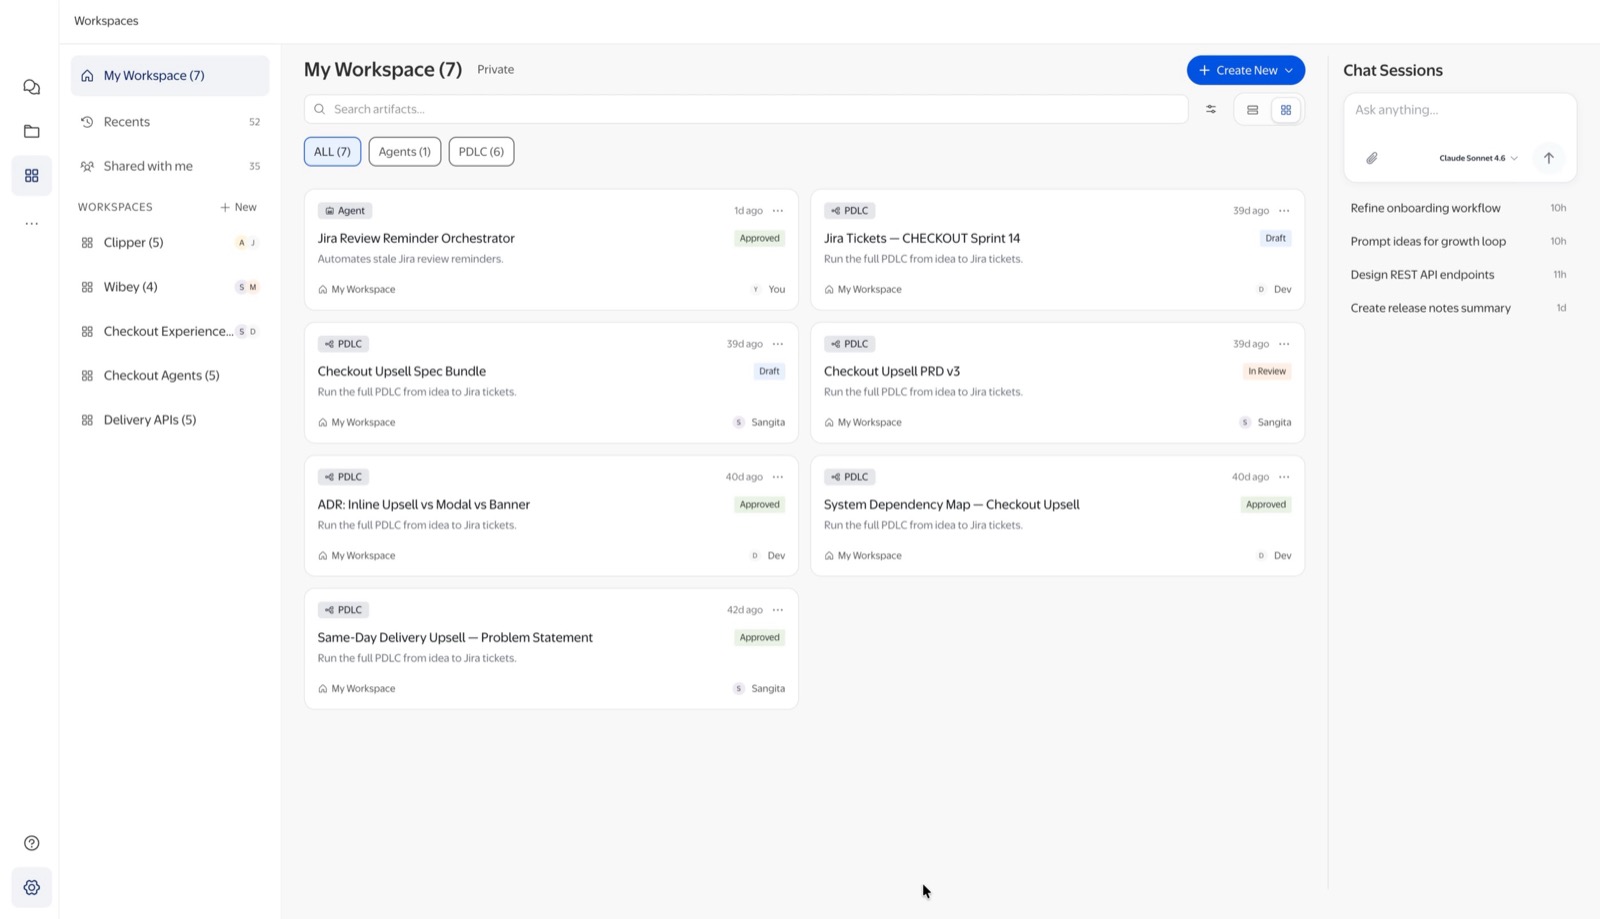 Workspaces
My Workspace (7)
Recents 52
Shared with me 35
WORKSPACES + New
Clipper (5) A J
Wibey (4) S M
Checkout Experience... S D
Checkout Agents (5)
Delivery APIs (5)
My Workspace (7) Private
+ Create New
Search artifacts...
ALL (7) Agents (1) PDLC (6)
Agent 1d ago ...
Jira Review Reminder Orchestrator Approved
Automates stale Jira review reminders.
My Workspace Y You
PDLC 39d ago ...
Jira Tickets — CHECKOUT Sprint 14 Draft
Run the full PDLC from idea to Jira tickets.
My Workspace D Dev
PDLC 39d ago ...
Checkout Upsell Spec Bundle Draft
Run the full PDLC from idea to Jira tickets.
My Workspace S Sangita
PDLC 39d ago ...
Checkout Upsell PRD v3 In Review
Run the full PDLC from idea to Jira tickets.
My Workspace S Sangita
PDLC 40d ago ...
ADR: Inline Upsell vs Modal vs Banner Approved
Run the full PDLC from idea to Jira tickets.
My Workspace D Dev
PDLC 40d ago ...
System Dependency Map — Checkout Upsell Approved
Run the full PDLC from idea to Jira tickets.
My Workspace D Dev
PDLC 42d ago ...
Same-Day Delivery Upsell — Problem Statement Approved
Run the full PDLC from idea to Jira tickets.
My Workspace S Sangita
Chat Sessions
Ask anything...
Claude Sonnet 4.6
Refine onboarding workflow 10h
Prompt ideas for growth loop 10h
Design REST API endpoints 11h
Create release notes summary 1d